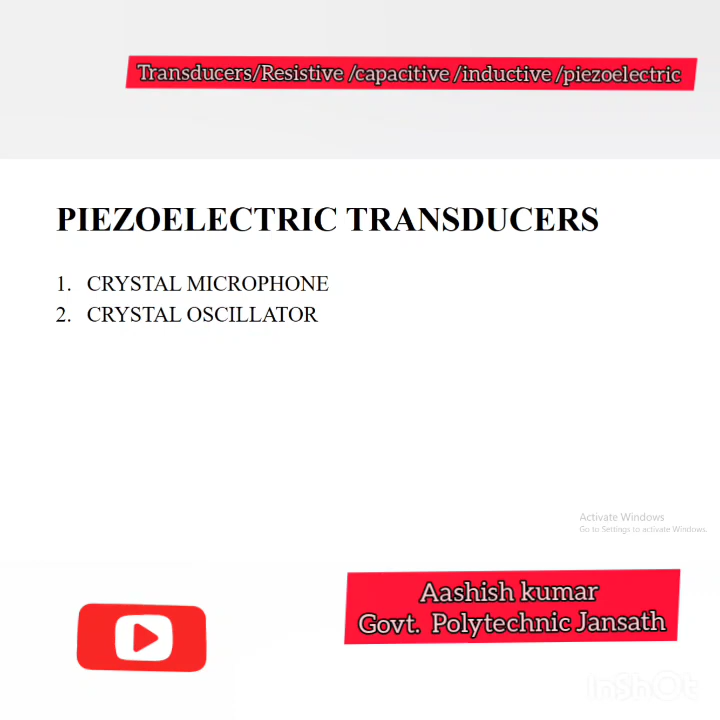 Transducers/Resistive /capacitive /inductive /piezoelectric
PIEZOELECTRIC TRANSDUCERS
1. CRYSTAL MICROPHONE
2. CRYSTAL OSCILLATOR
Activate Windows
Go to Settings to activate Windows.
Aashish kumar
Govt. Polytechnic Jansath
InShOt